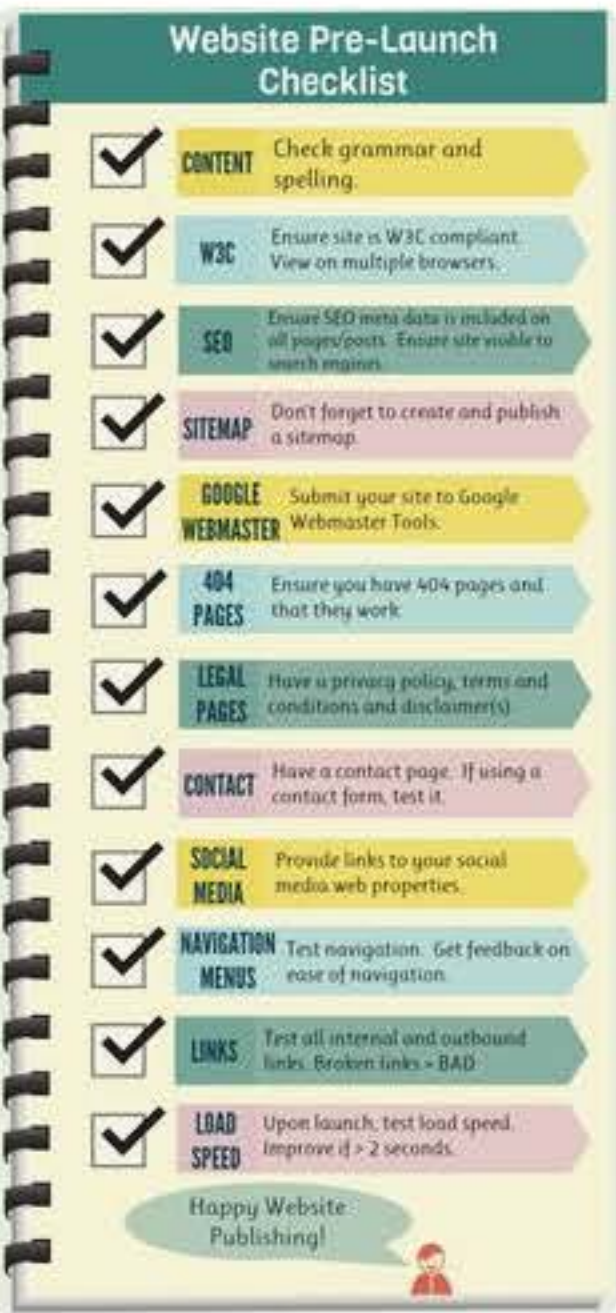 Website Pre-Launch
Checklist
CONTENT
Check grammar and
spelling.
W3C
Ensure site is W3C compliant.
View on multiple browsers.
SEO
Ensure SEO meta data is included on
all pages/posts. Ensure site visible to
search engines
SITEMAP
Don't forget to create and publish
a sitemap.
GOOGLE
WEBMASTER
Submit your site to Google
Webmaster Tools.
404
PAGES
Ensure you have 404 pages and
that they work
LEGAL
PAGES
Have a privacy policy, terms and
conditions and disclaimer(s)
CONTACT
Have a contact page. If using a
contact form, test it.
SOCIAL
MEDIA
Provide links to your social
media web properties.
NAVIGATION
MENUS
Test navigation. Get feedback on
ease of navigation.
LINKS
Test all internal and outbound
links. Broken links = BAD
LOAD
SPEED
Upon launch, test load speed.
Improve if > 2 seconds.
Happy Website
Publishing!